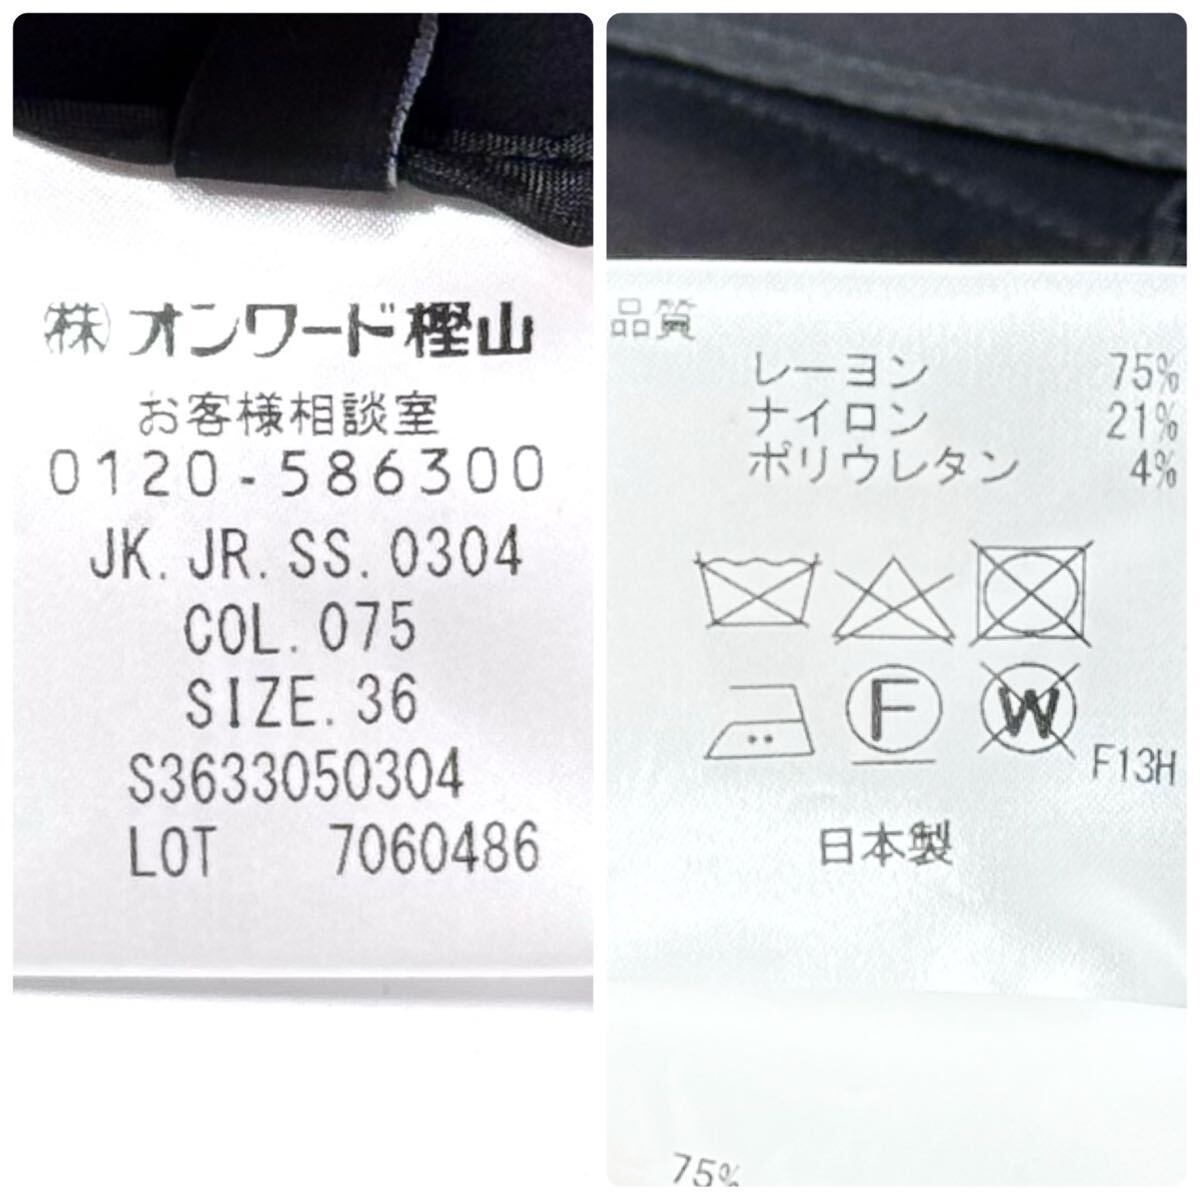 ㈱オンワード樫山
お客様相談室
0120-586300
JK.JR.SS.0304
COL.075
SIZE.36
S3633050304
LOT 7060486
品質
レーヨン 75%
ナイロン 21%
ポリウレタン 4%
F
W
F13H
日本製
75%